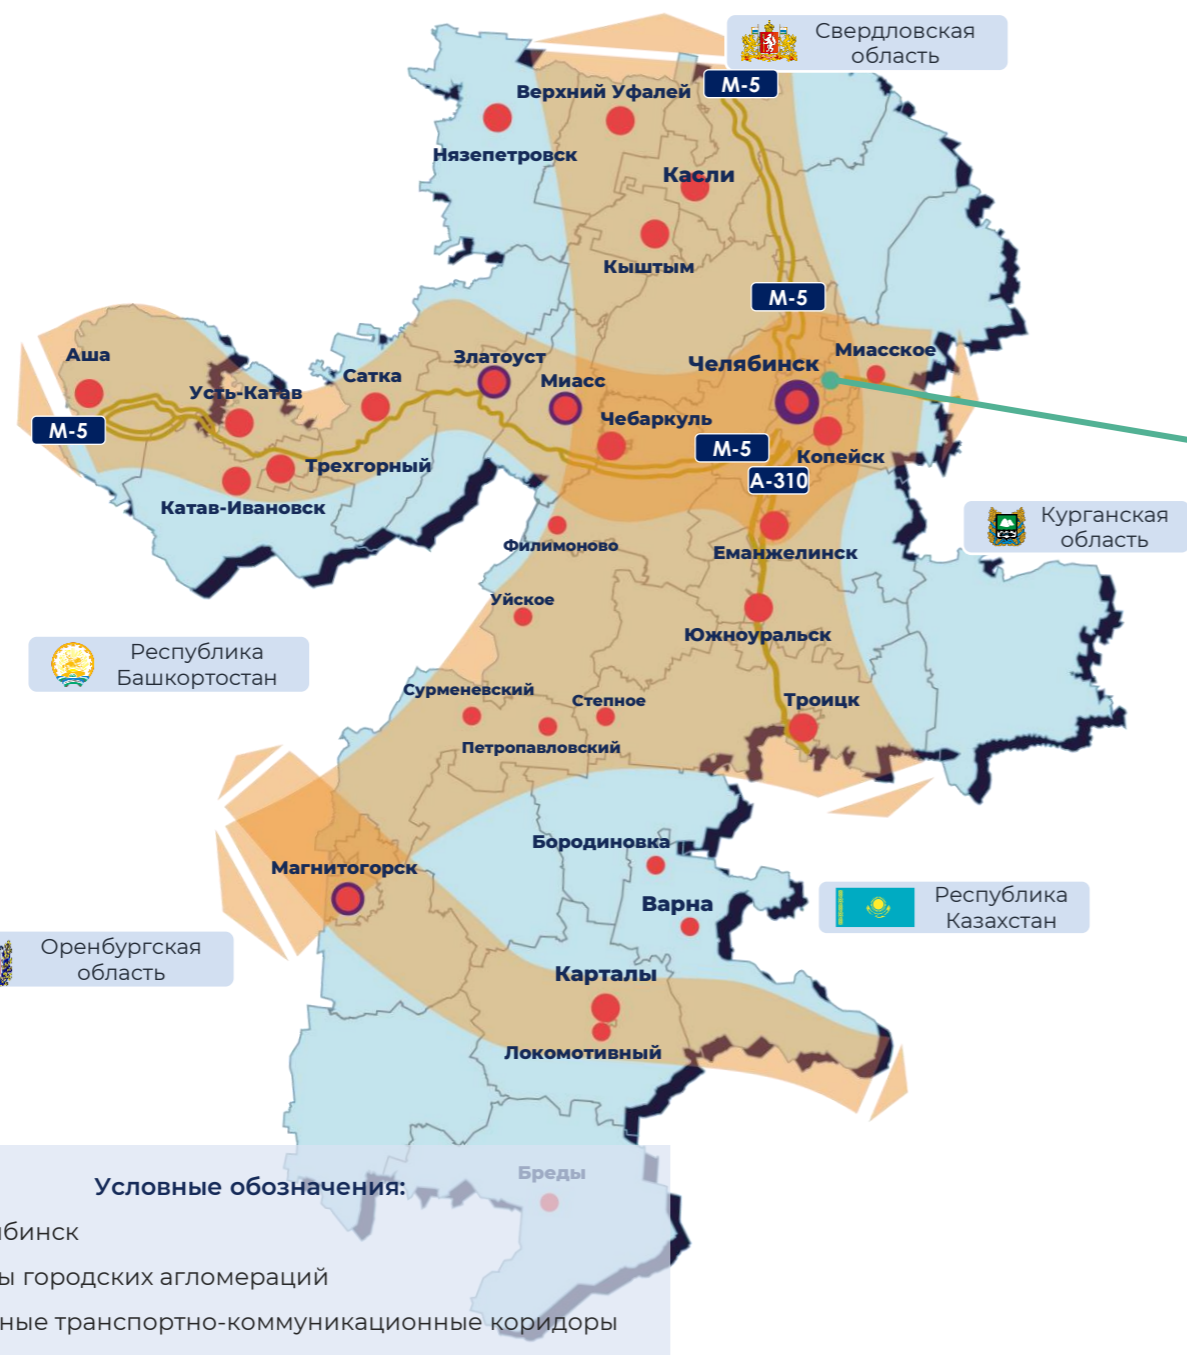 Свердловская
область
М-5
Верхний Уфалей
Нязепетровск
Касли
Кыштым
М-5
Аша
Усть-Катав
Сатка
Златоуст
Миасс
Челябинск
Миасское
Чебаркуль
М-5
М-5
Копейск
А-310
Трехгорный
Катав-Ивановск
Курганская
область
Филимоново
Еманжелинск
Уйское
Южноуральск
Республика
Башкортостан
Сурменевский
Степное
Троицк
Петропавловский
Бородиновка
Магнитогорск
Варна
Республика
Казахстан
Оренбургская
область
Карталы
Локомотивный
Бреды
Условные обозначения:
бинск
ы городских агломераций
ные транспортно-коммуникационные коридоры